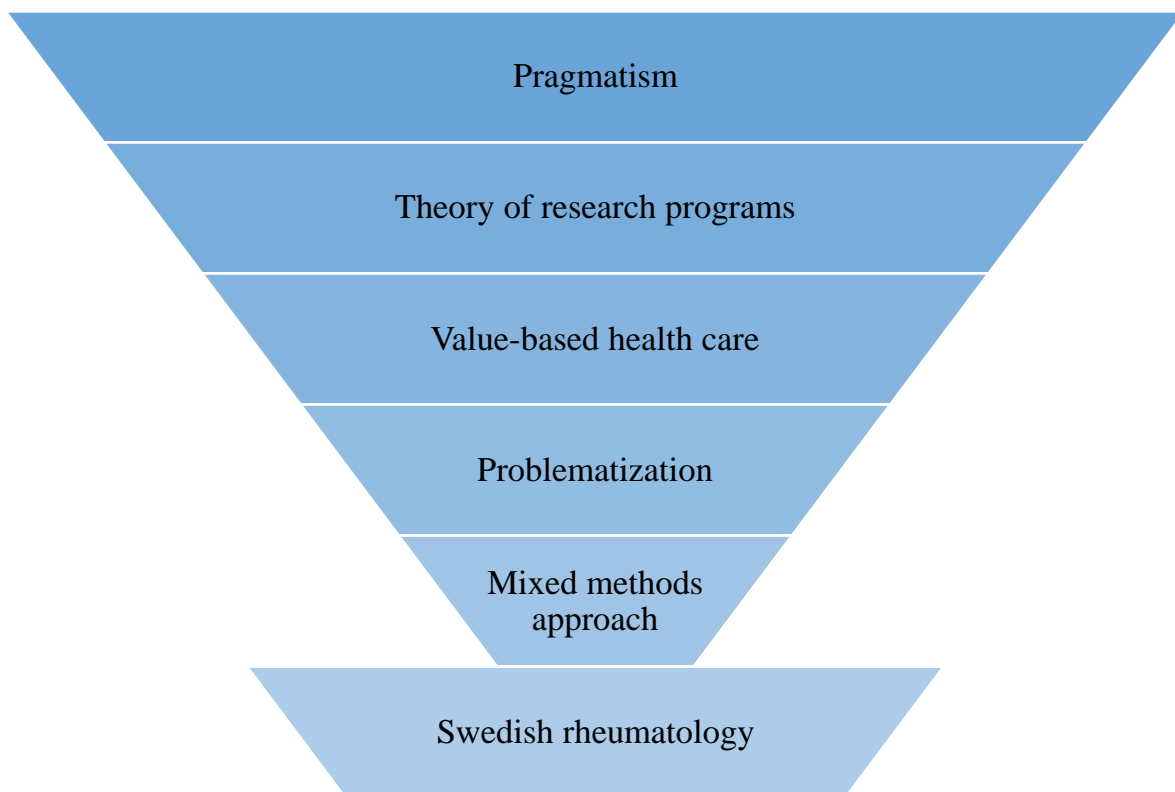 Pragmatism
Theory of research programs
Value-based health care
Problematization
Mixed methods
approach
Swedish rheumatology